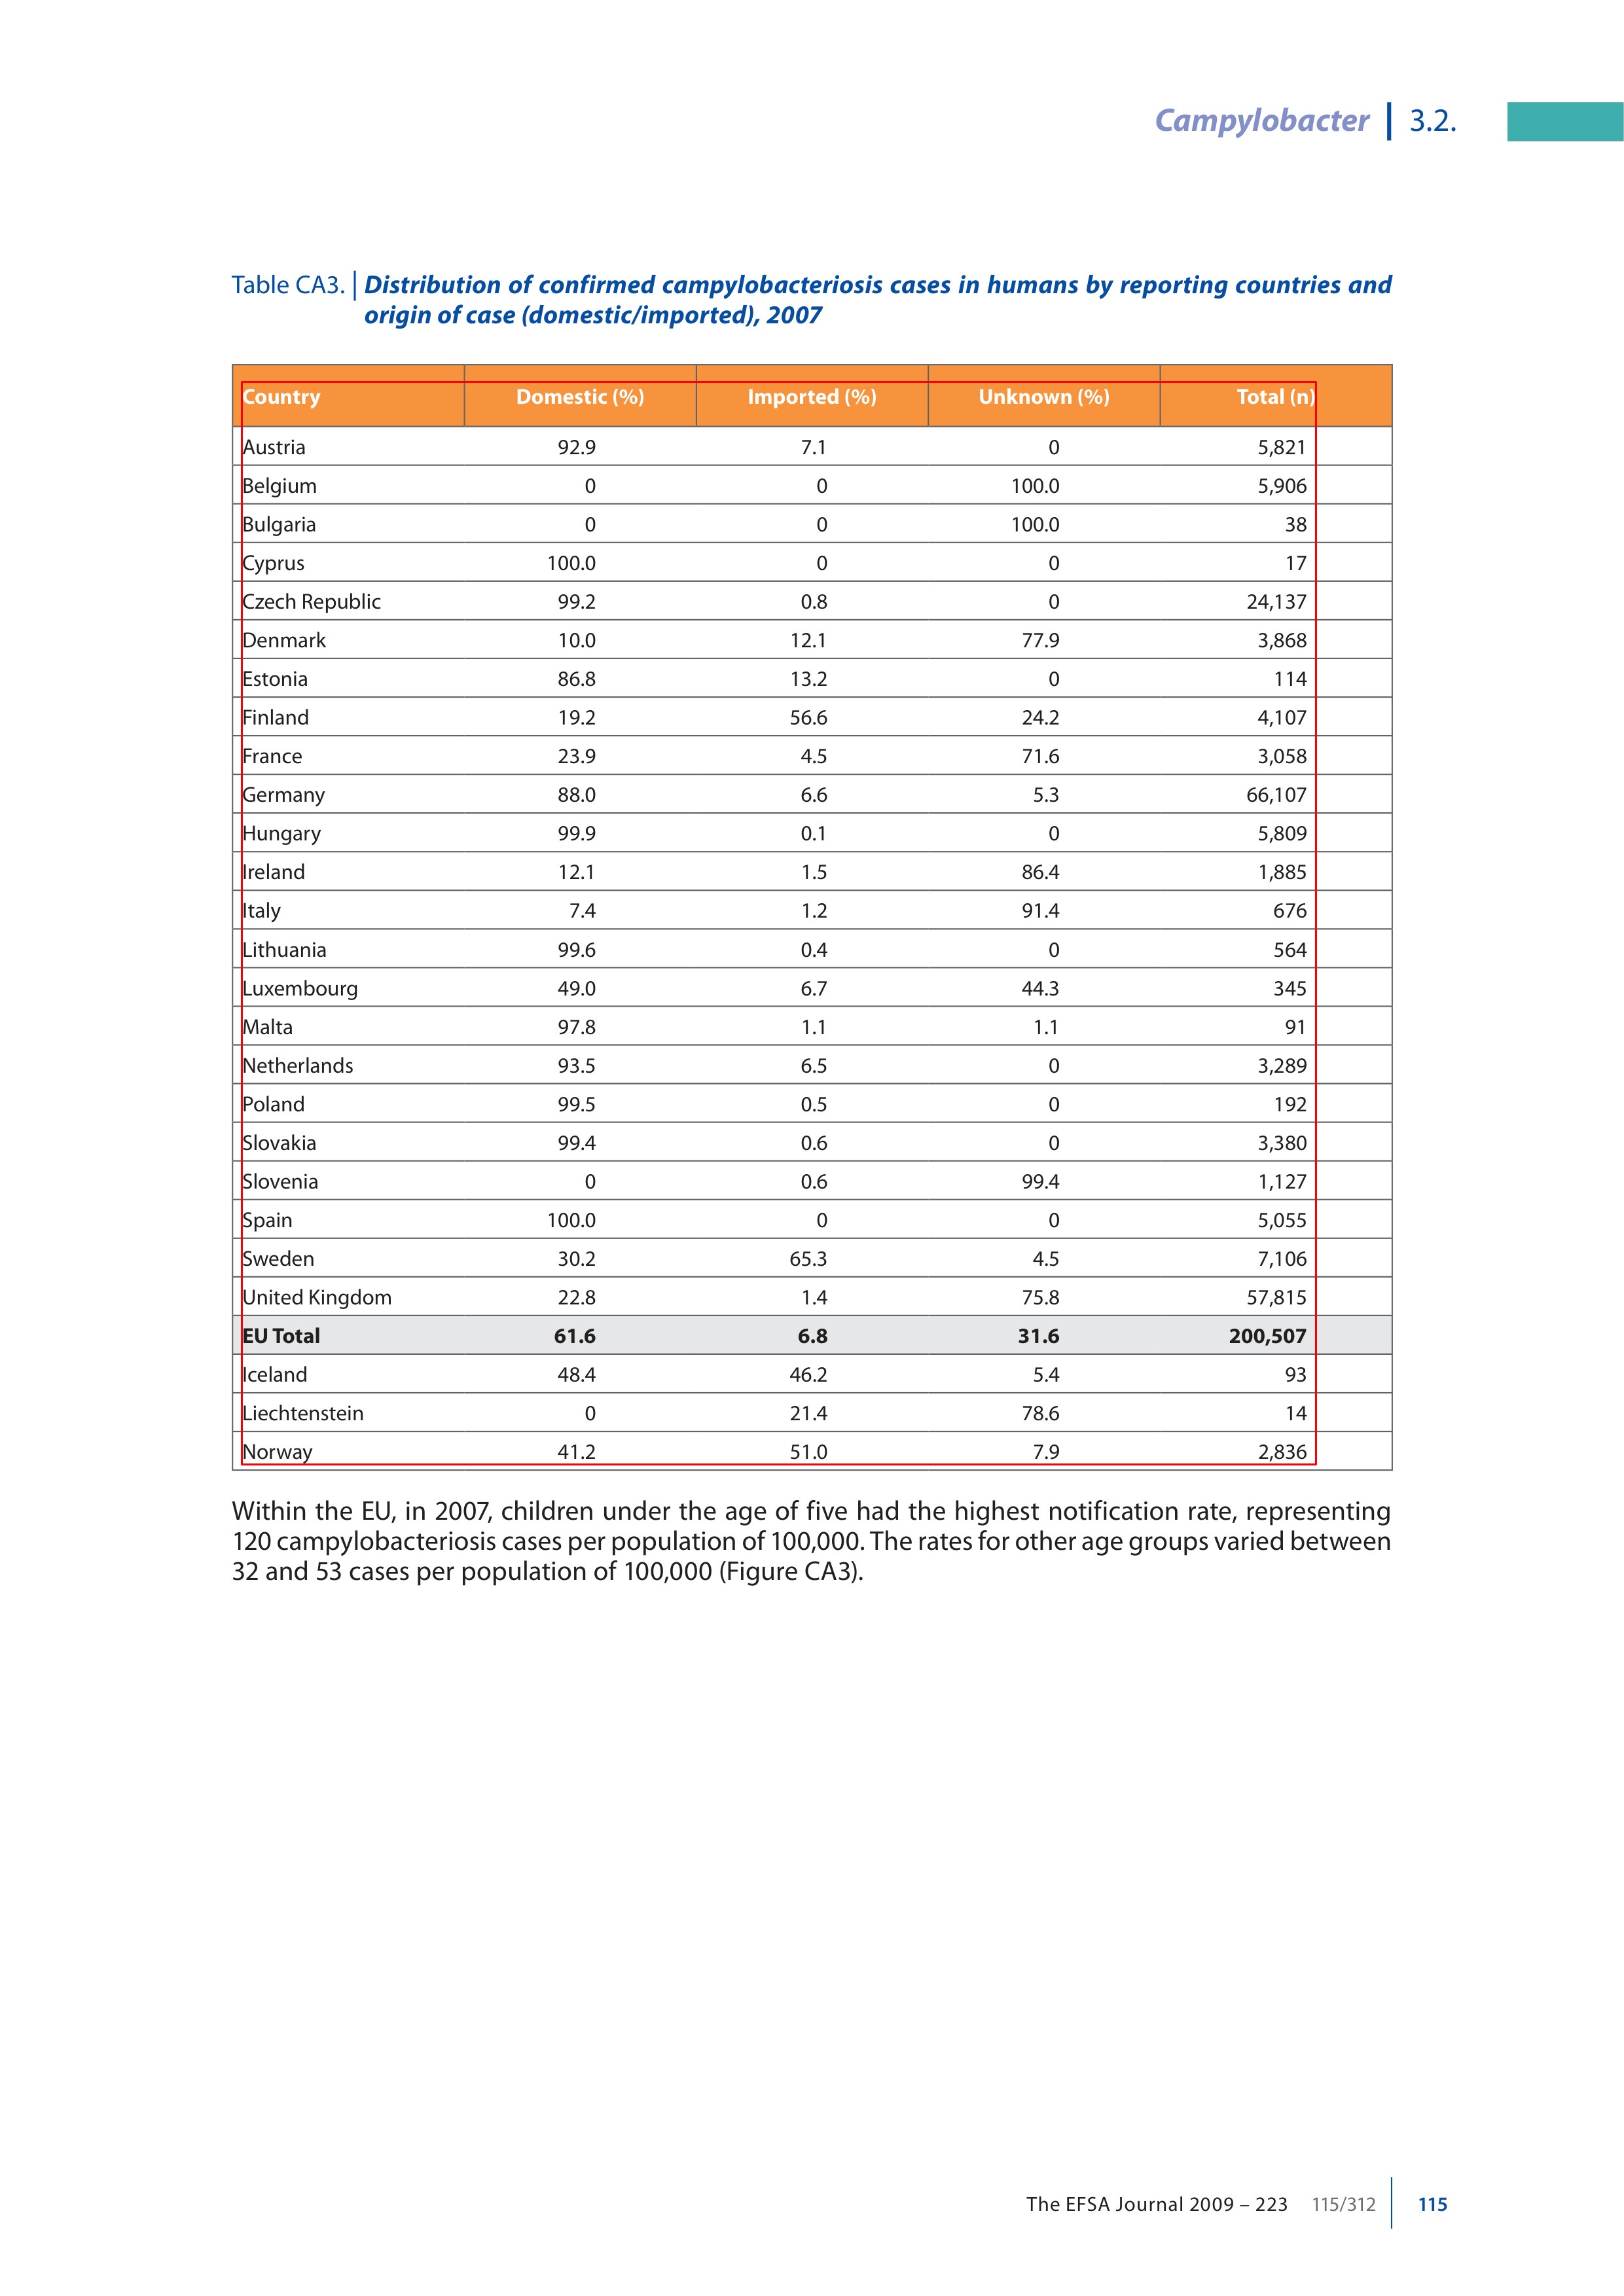 Campylobacter | 3.2.
Table CA3. | Distribution of confirmed campylobacteriosis cases in humans by reporting countries and
origin of case (domestic/imported), 2007
Country Domestic (%) Imported (%) Unknown (%) Total (n)
Austria 92.9 7.1 0 5,821
Belgium 0 0 100.0 5,906
Bulgaria 0 0 100.0 38
Cyprus 100.0 0 0 17
Czech Republic 99.2 0.8 0 24,137
Denmark 10.0 12.1 77.9 3,868
Estonia 86.8 13.2 0 114
Finland 19.2 56.6 24.2 4,107
France 23.9 4.5 71.6 3,058
Germany 88.0 6.6 5.3 66,107
Hungary 99.9 0.1 0 5,809
Ireland 12.1 1.5 86.4 1,885
Italy 7.4 1.2 91.4 676
Lithuania 99.6 0.4 0 564
Luxembourg 49.0 6.7 44.3 345
Malta 97.8 1.1 1.1 91
Netherlands 93.5 6.5 0 3,289
Poland 99.5 0.5 0 192
Slovakia 99.4 0.6 0 3,380
Slovenia 0 0.6 99.4 1,127
Spain 100.0 0 0 5,055
Sweden 30.2 65.3 4.5 7,106
United Kingdom 22.8 1.4 75.8 57,815
EU Total 61.6 6.8 31.6 200,507
Iceland 48.4 46.2 5.4 93
Liechtenstein 0 21.4 78.6 14
Norway 41.2 51.0 7.9 2,836
Within the EU, in 2007, children under the age of five had the highest notification rate, representing
120 campylobacteriosis cases per population of 100,000. The rates for other age groups varied between
32 and 53 cases per population of 100,000 (Figure CA3).
The EFSA Journal 2009 – 223 115/312 115